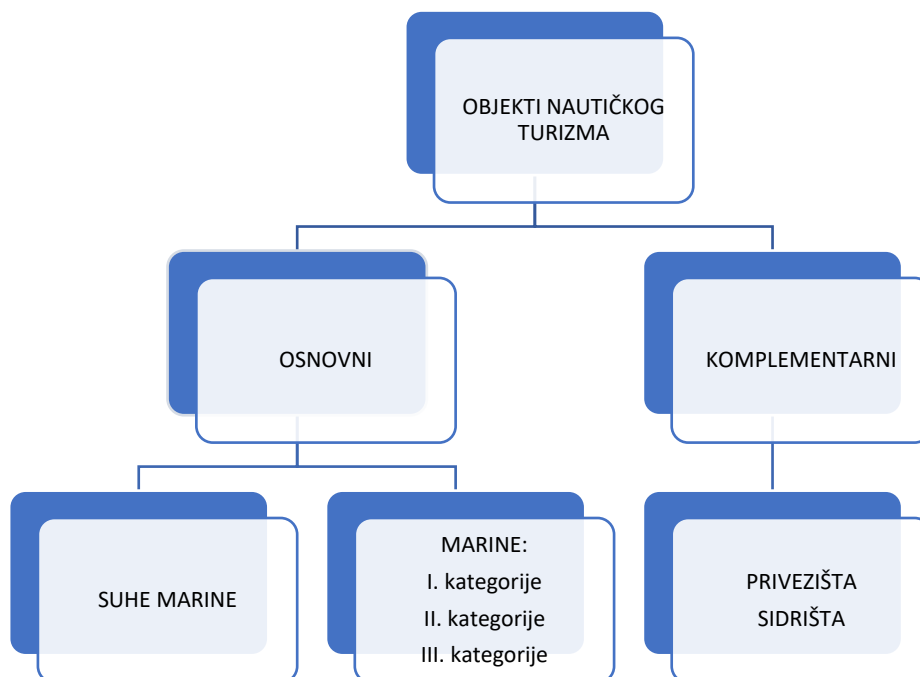 OBJEKTI NAUTIČKOG
TURIZMA
OSNOVNI
KOMPLEMENTARNI
SUHE MARINE
MARINE:
I. kategorije
II. kategorije
III. kategorije
PRIVEZIŠTA
SIDRIŠTA